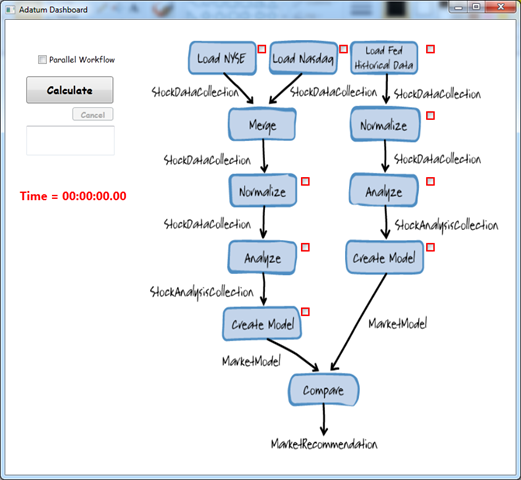 Adatum Dashboard
Parallel Workflow
Calculate
Cancel
Time = 00:00:00.00
Load NYSE
Load Nasdaq
Load Fed
Historical Data
StockDataCollection
StockDataCollection
StockDataCollection
Merge
Normalize
StockDataCollection
StockDataCollection
Normalize
Analyze
StockDataCollection
StockAnalysisCollection
Analyze
Create Model
StockAnalysisCollection
Create Model
MarketModel
MarketModel
Compare
MarketRecommendation